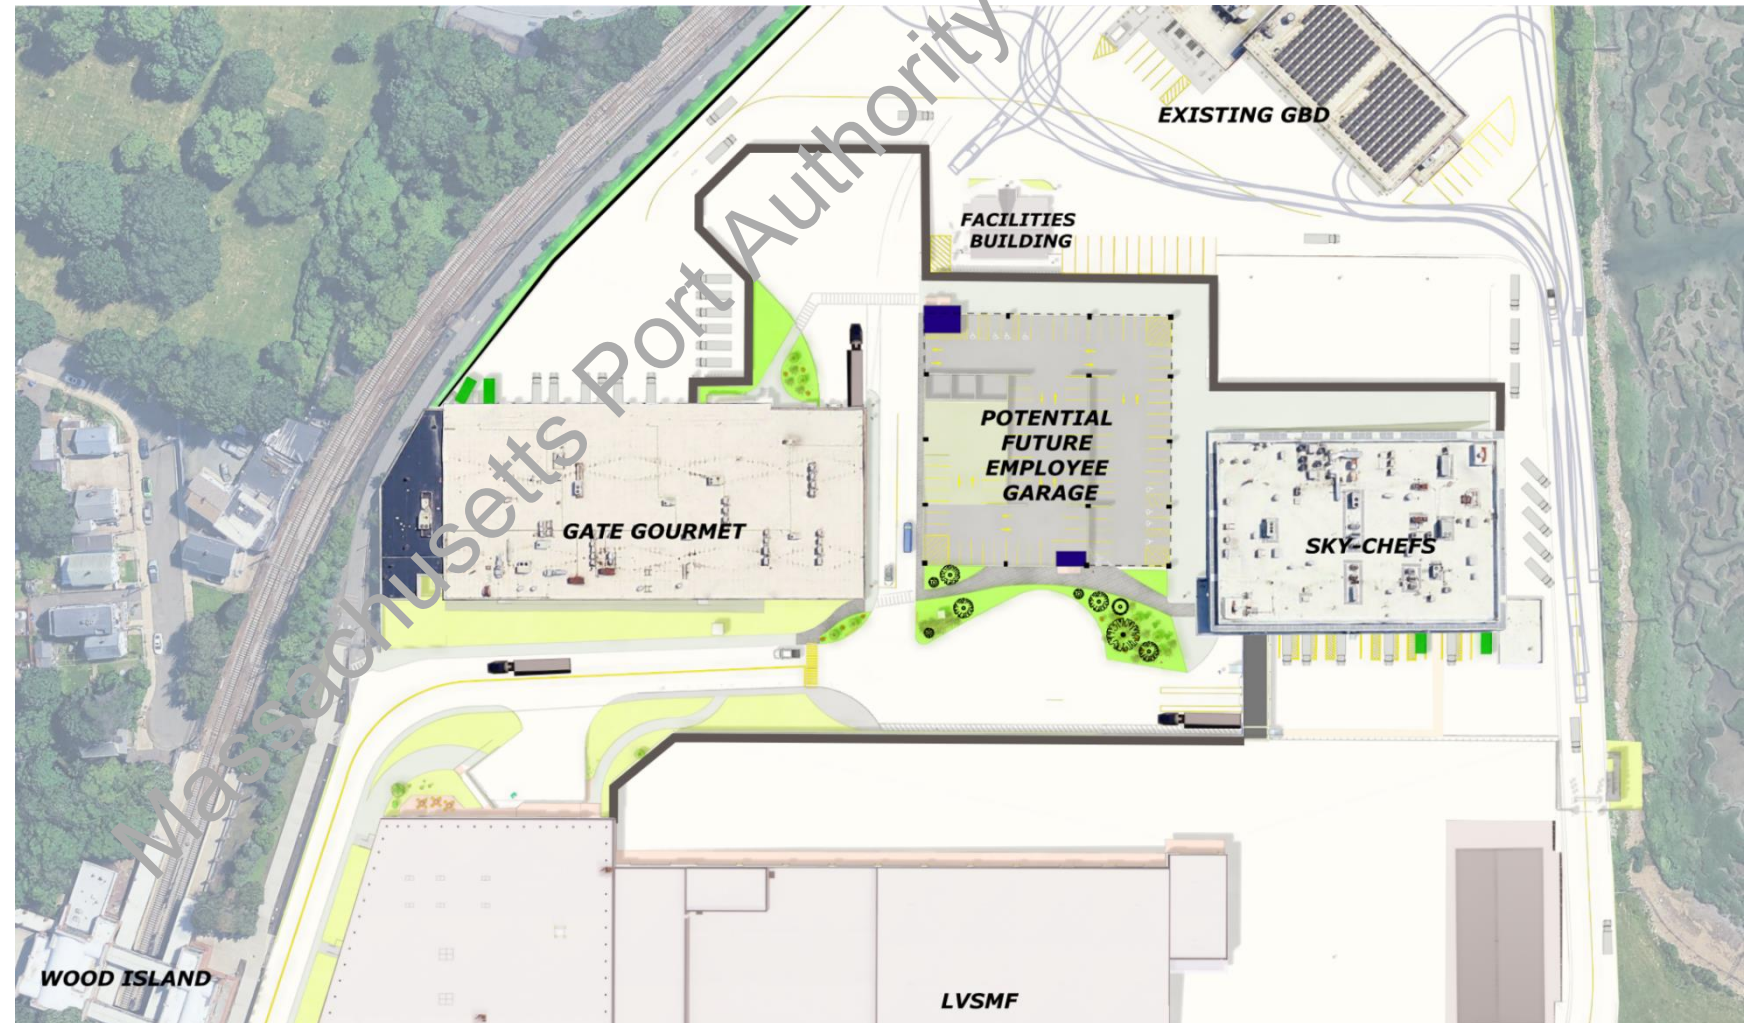 EXISTING GBD
FACILITIES
BUILDING
POTENTIAL
FUTURE
EMPLOYEE
GARAGE
GATE GOURMET
SKY CHEFS
WOOD ISLAND
LVSMF
Massachusetts Port Authority